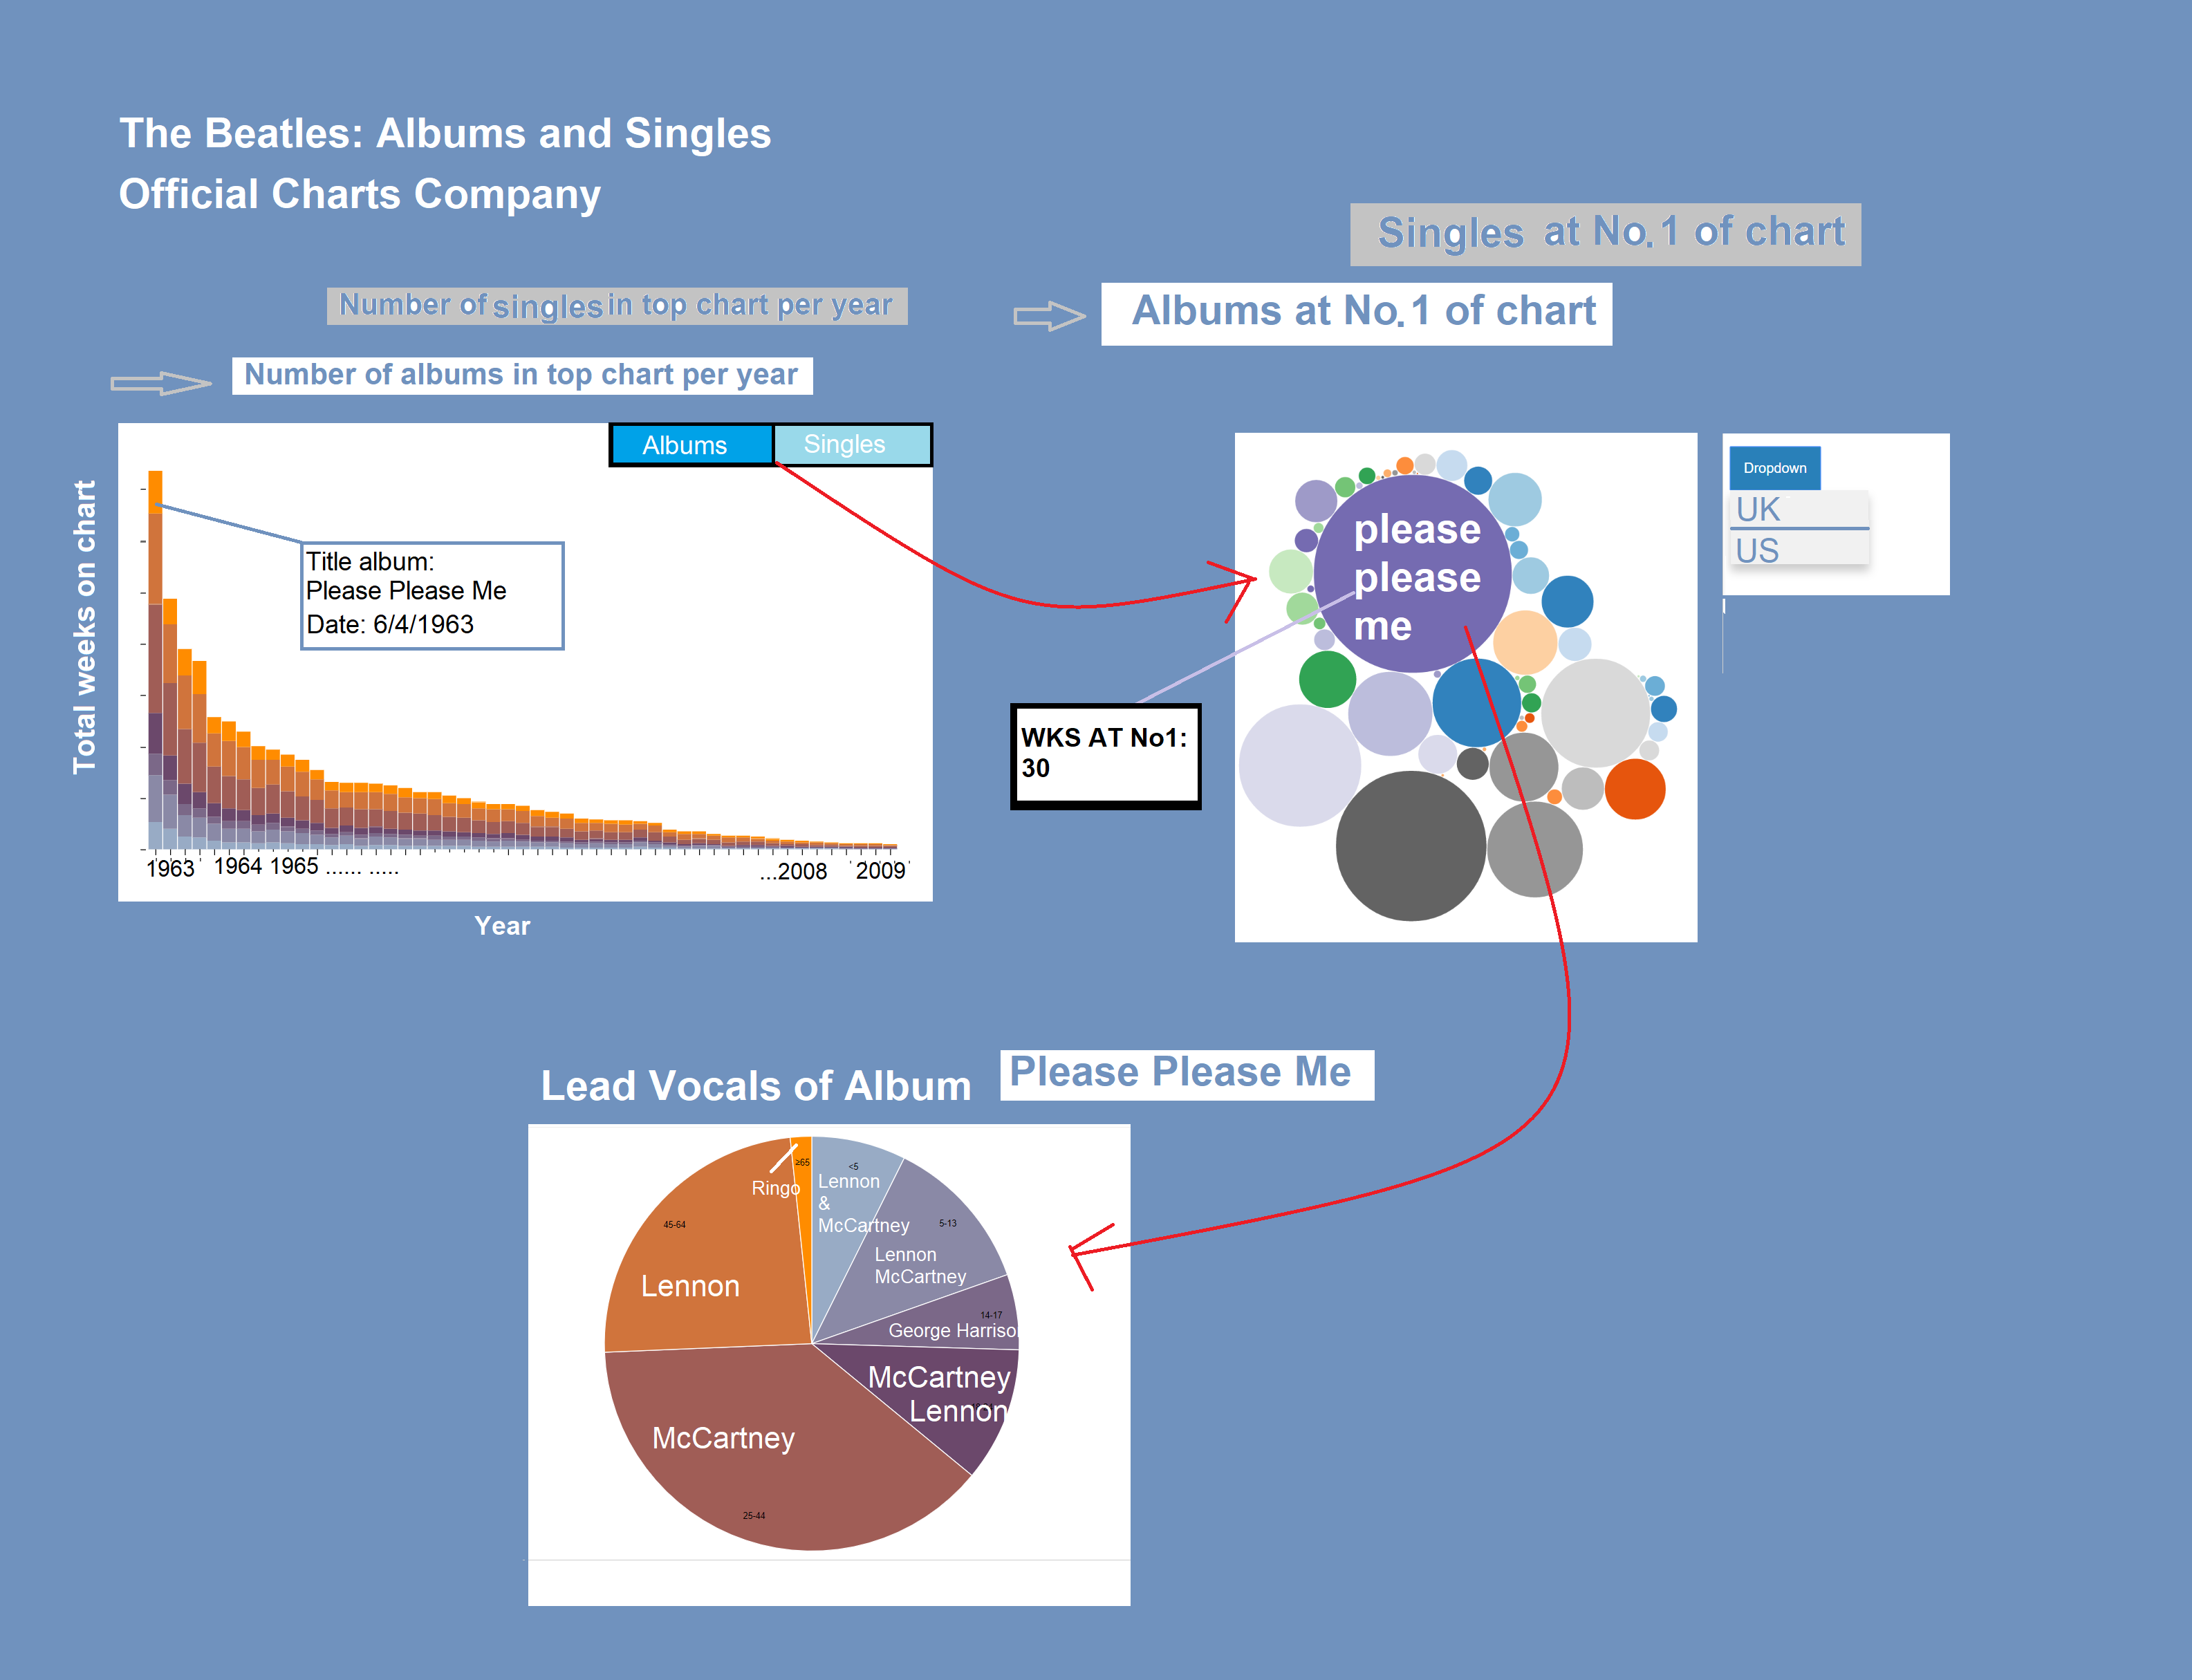 The Beatles: Albums and Singles
Official Charts Company
Singles at No.1 of chart
Number of singles in top chart per year
Albums at No.1 of chart
Number of albums in top chart per year
Total weeks on chart
Albums
Singles
Title album:
Please Please Me
Date: 6/4/1963
1963
1964
1965
...... .....
...2008
2009
Year
please
please
me
WKS AT No1:
30
Dropdown
UK
US
Lead Vocals of Album
Please Please Me
≥65
Ringo
<5
Lennon
&
McCartney
5-13
Lennon
McCartney
14-17
George Harrison
McCartney
Lennon
45-64
Lennon
McCartney
25-44